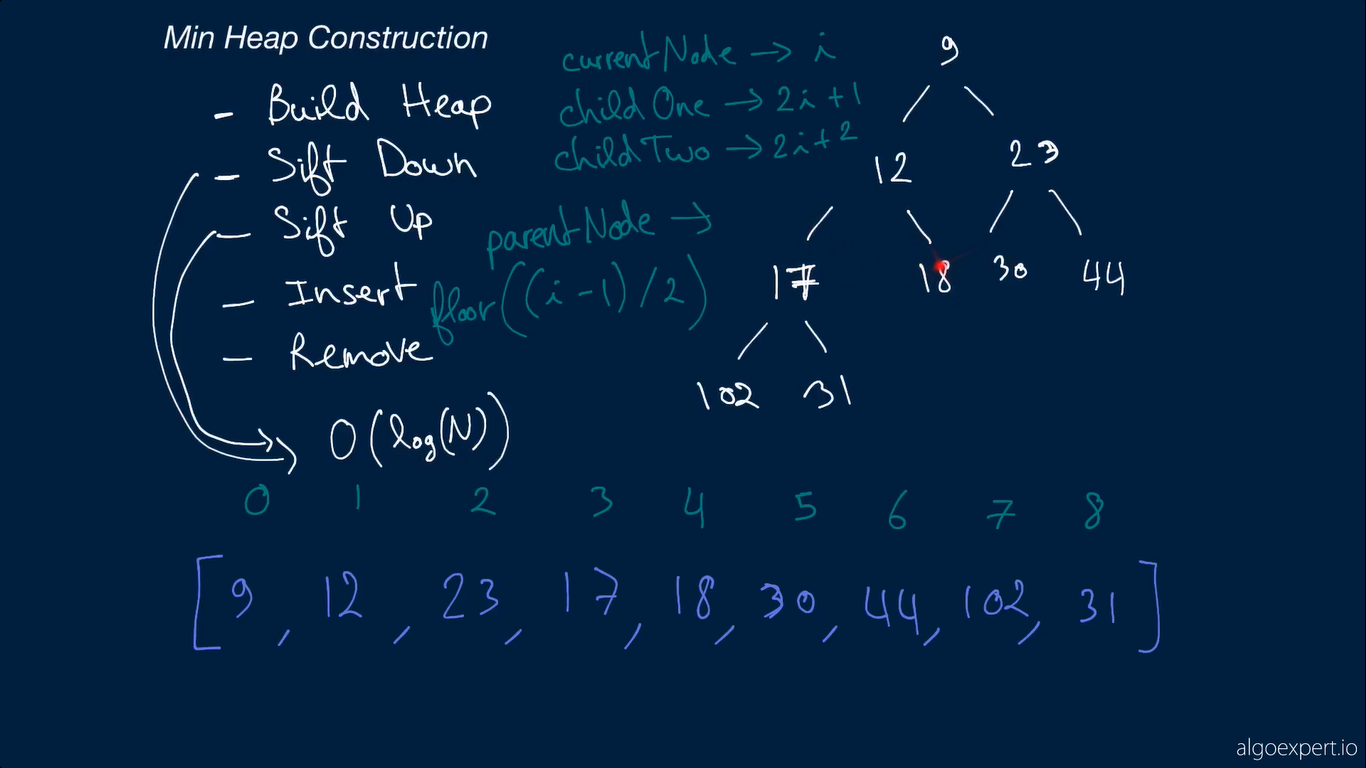 Min Heap Construction
- Build Heap
- Sift Down
- Sift Up
- Insert
- Remove
O(log(N))
currentNode → i
childOne → 2i+1
childTwo → 2i+2
parentNode →
floor((i-1)/2)
9
12 23
17 18 30 44
102 31
0 1 2 3 4 5 6 7 8
[9, 12, 23, 17, 18, 30, 44, 102, 31]
algoexpert.io